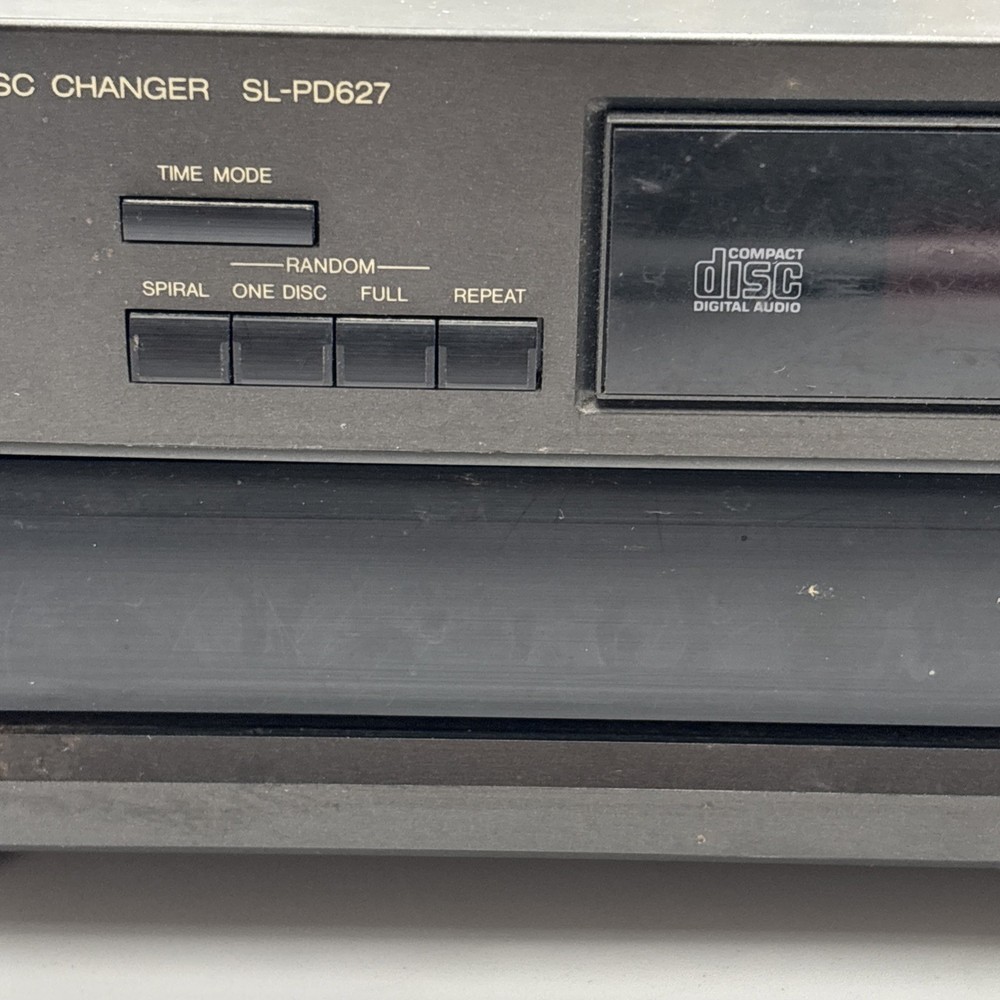 SC CHANGER SL-PD627
TIME MODE
RANDOM
SPIRAL ONE DISC FULL REPEAT
COMPACT
disc
DIGITAL AUDIO